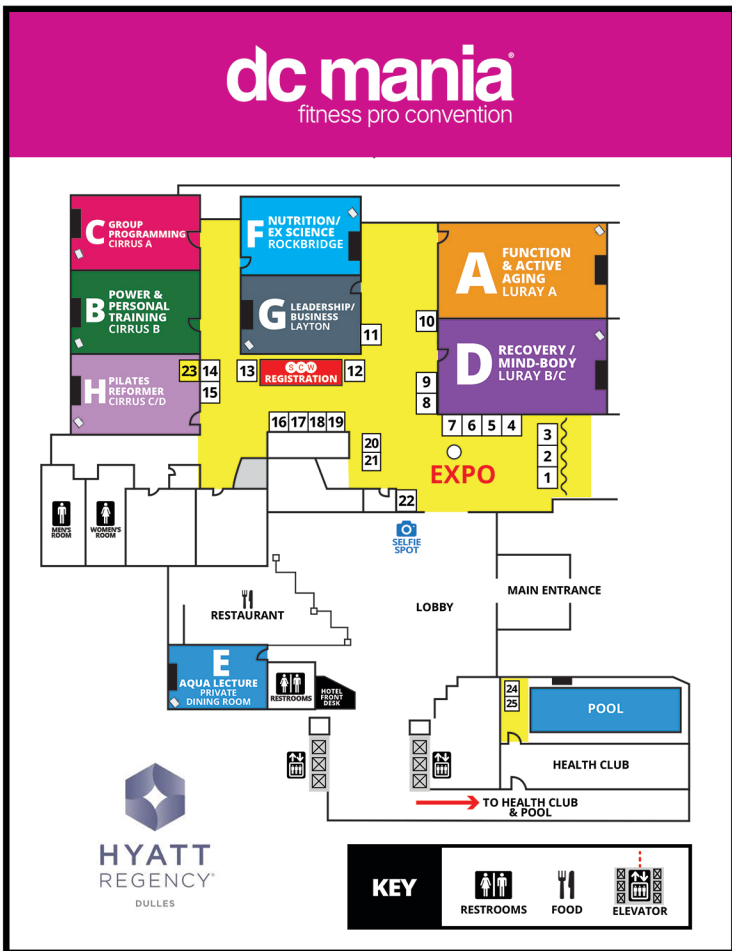 dc mania®
fitness pro convention
C GROUP
PROGRAMMING
CIRRUS A
F NUTRITION/
EX SCIENCE
ROCKBRIDGE
A FUNCTION
& ACTIVE
AGING
LURAY A
B POWER &
PERSONAL
TRAINING
CIRRUS B
G LEADERSHIP/
BUSINESS
LAYTON
11
10
D RECOVERY /
MIND-BODY
LURAY B/C
H PILATES
REFORMER
CIRRUS C/D
23 14
15
13
SCW
REGISTRATION
12
9
8
16 17 18 19
7 6 5 4
20
21
3
2
1
EXPO
22
MEN'S
ROOM
WOMEN'S
ROOM
SELFIE
SPOT
RESTAURANT
LOBBY
MAIN ENTRANCE
E
AQUA LECTURE
PRIVATE
DINING ROOM
RESTROOMS
HOTEL
FRONT
DESK
24
25
POOL
HEALTH CLUB
TO HEALTH CLUB
& POOL
HYATT
REGENCY®
DULLES
KEY
RESTROOMS
FOOD
ELEVATOR